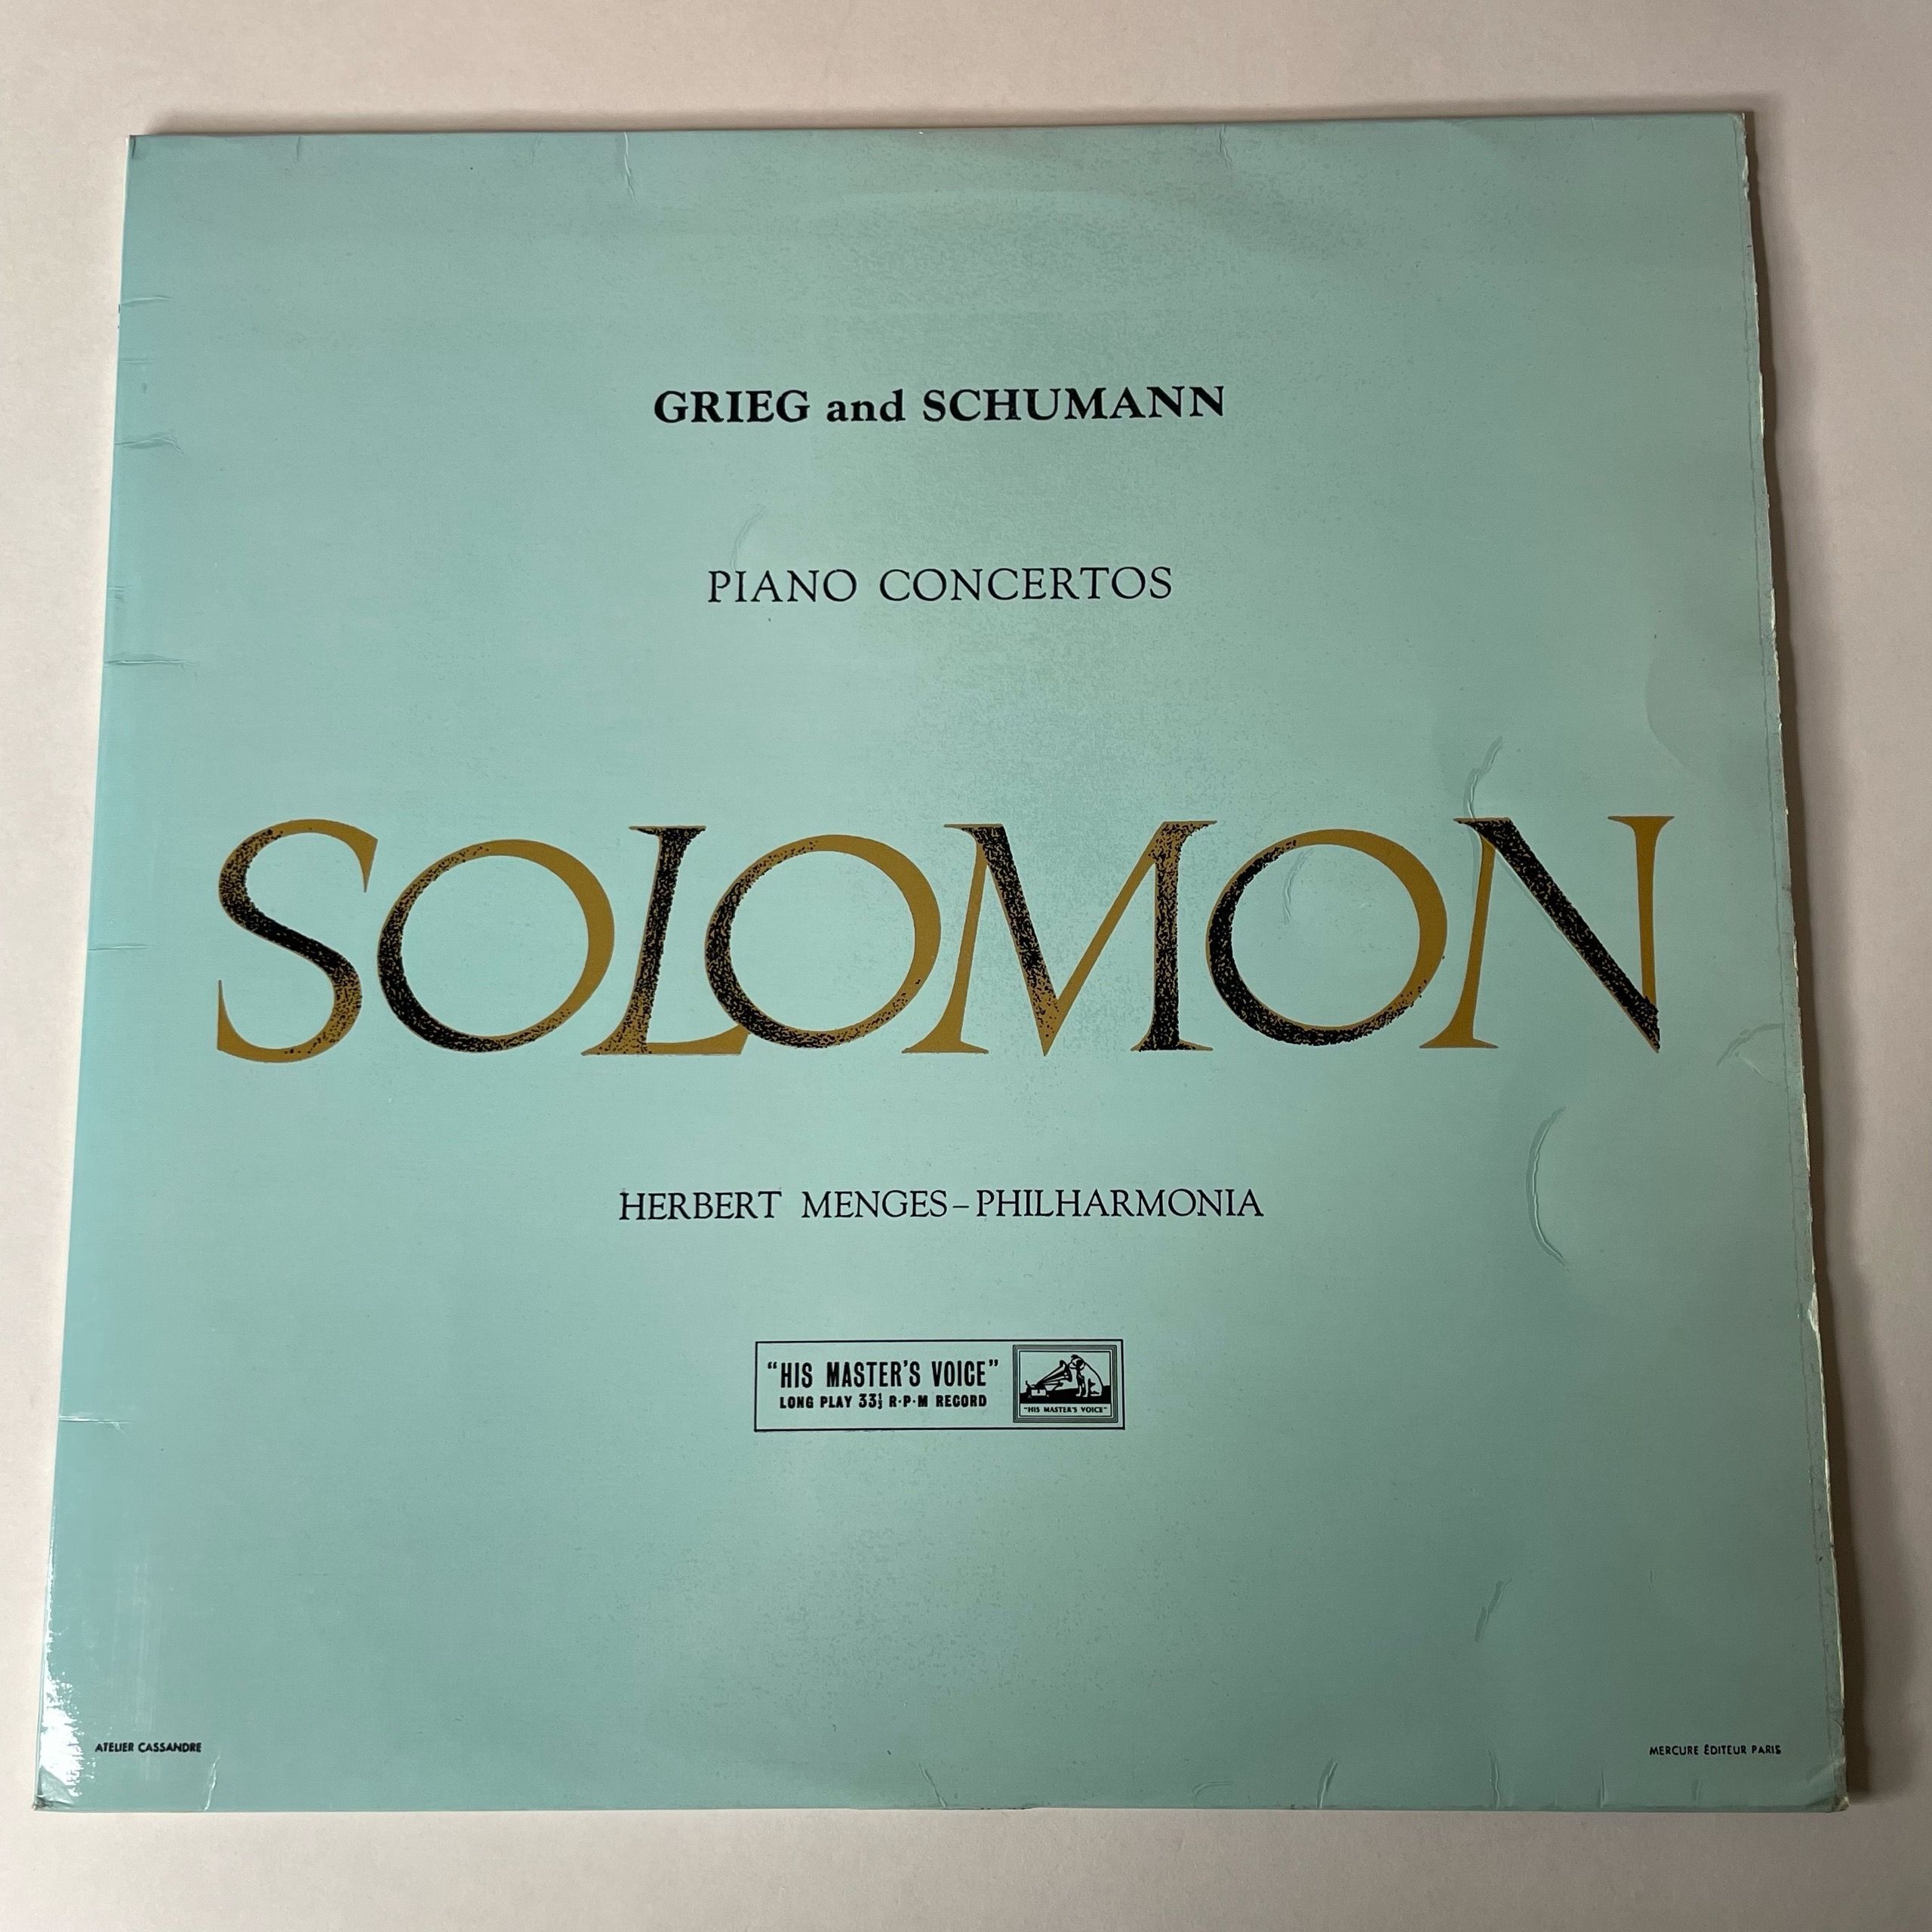 GRIEG and SCHUMANN
PIANO CONCERTOS
SOLOMON
HERBERT MENGES–PHILHARMONIA
“HIS MASTER'S VOICE”
LONG PLAY 33⅓ R·P·M RECORD
“HIS MASTER'S VOICE”
ATELIER CASSANDRE
MERCURE ÉDITEUR PARIS